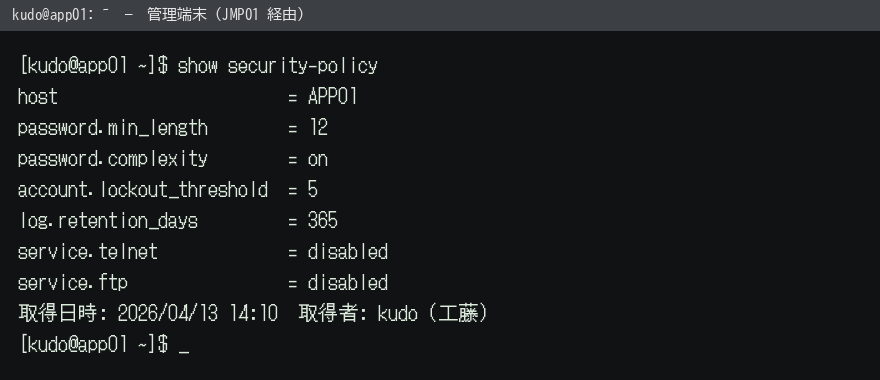 kudo@app01: ~ — 管理端末 (JMP01 経由)
[kudo@app01 ~]$ show security-policy
host = APP01
password.min_length = 12
password.complexity = on
account.lockout_threshold = 5
log.retention_days = 365
service.telnet = disabled
service.ftp = disabled
取得日時: 2026/04/13 14:10 取得者: kudo (工藤)
[kudo@app01 ~]$ _